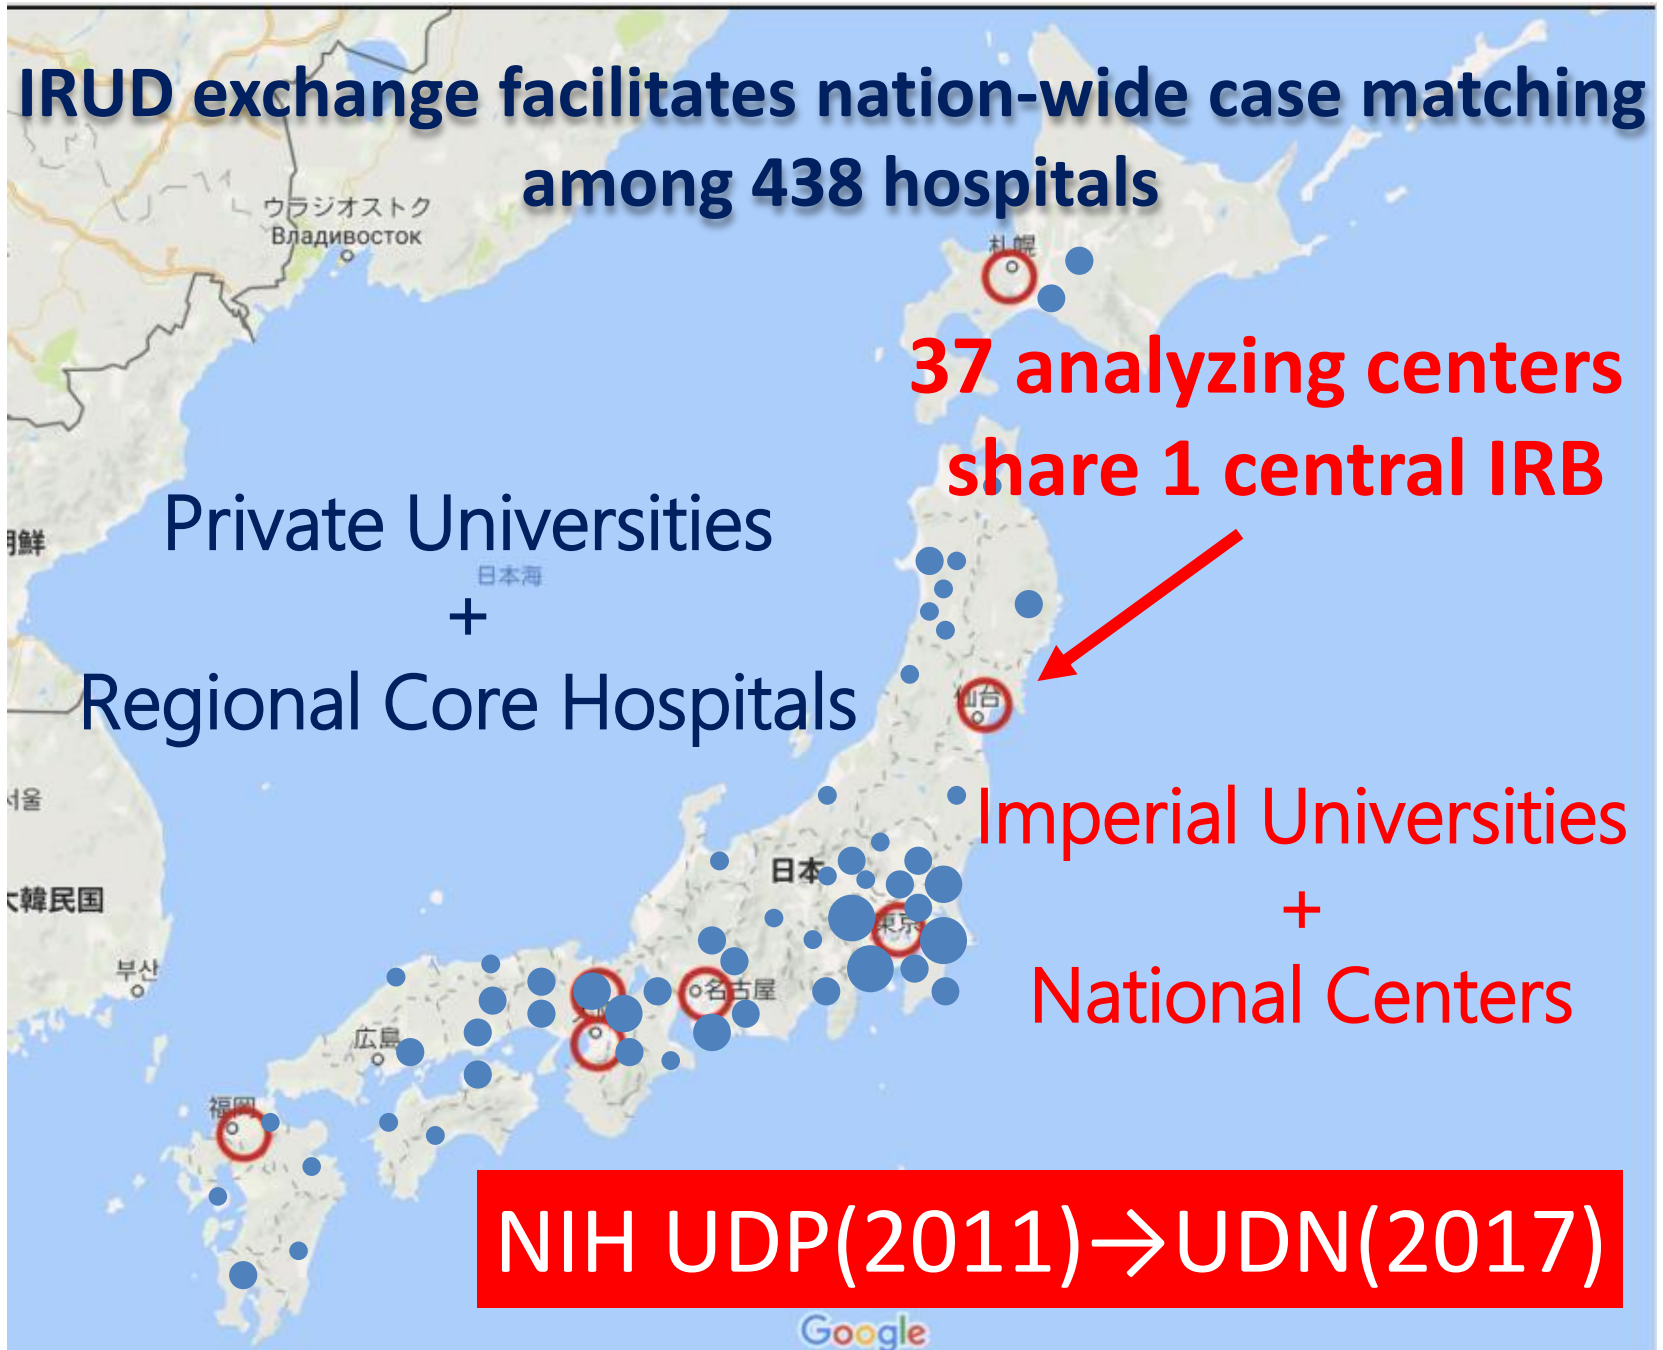 IRUD exchange facilitates nation-wide case matching
among 438 hospitals
ウラジオストク
Владивосток
札幌
37 analyzing centers
share 1 central IRB
Private Universities
日本海
+
Regional Core Hospitals
仙台
Imperial Universities
+
National Centers
日本
韓民国
東京
부산
名古屋
広島
福岡
NIH UDP(2011)→UDN(2017)
Google